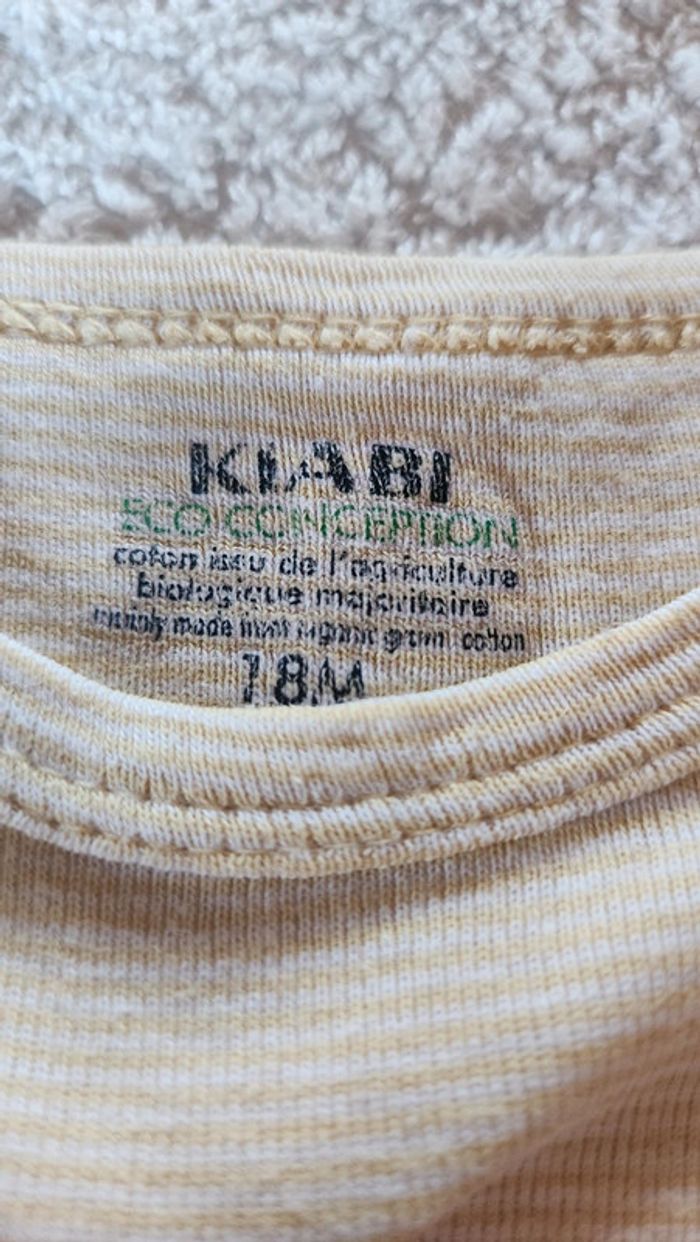 KIABI
ECO CONCEPTION
coton issu de l'agriculture
biologique majoritaire
mainly made from organic grown cotton
18M